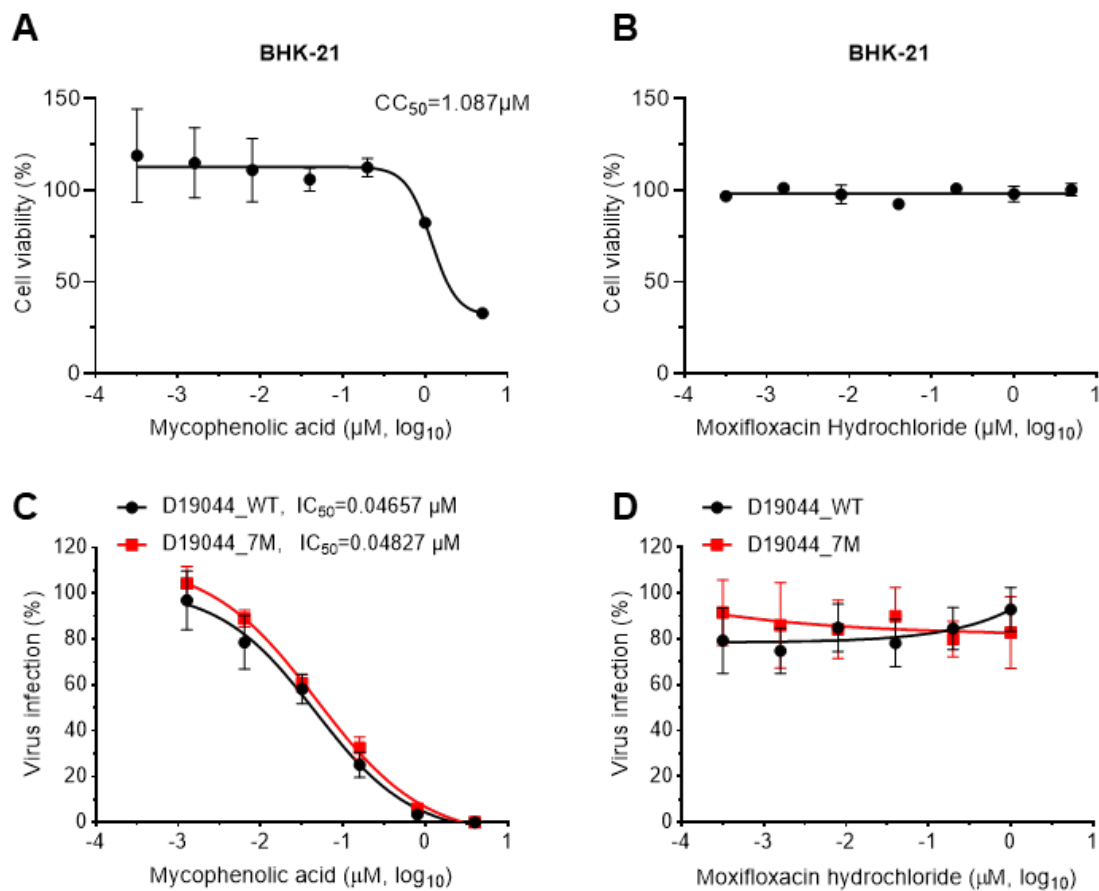 A
BHK-21
CC50=1.087µM
Cell viability (%)
150
100
50
0
-4 -3 -2 -1 0 1
Mycophenolic acid (µM, log10)
B
BHK-21
Cell viability (%)
150
100
50
0
-4 -3 -2 -1 0 1
Moxifloxacin Hydrochloride (µM, log10)
C
D19044_WT, IC50=0.04657 µM
D19044_7M, IC50=0.04827 µM
Virus infection (%)
120
100
80
60
40
20
0
-4 -3 -2 -1 0 1
Mycophenolic acid (µM, log10)
D
D19044_WT
D19044_7M
Virus infection (%)
120
100
80
60
40
20
0
-4 -3 -2 -1 0 1
Moxifloxacin hydrochloride (µM, log10)